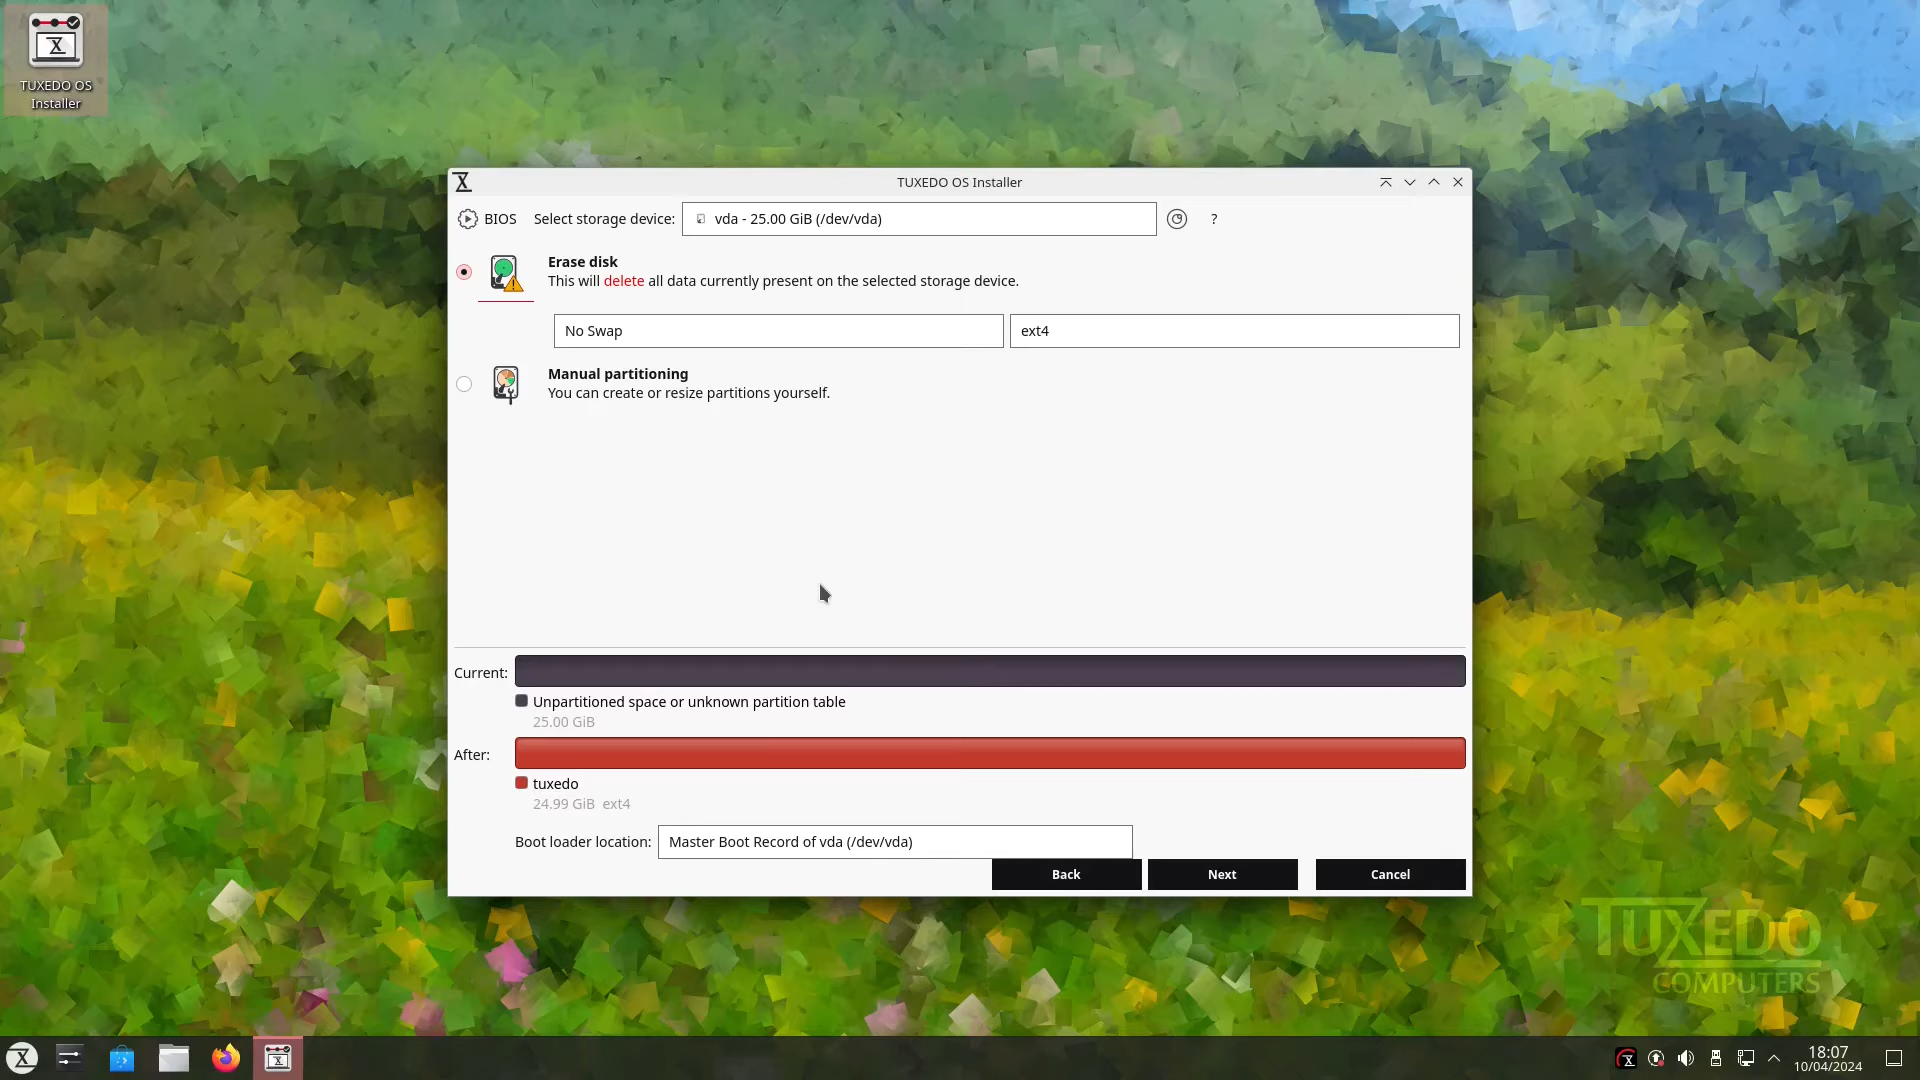 TUXEDO OS
Installer
TUXEDO OS Installer
BIOS Select storage device: vda - 25.00 GiB (/dev/vda) ?
Erase disk
This will delete all data currently present on the selected storage device.
No Swap ext4
Manual partitioning
You can create or resize partitions yourself.
Current:
Unpartitioned space or unknown partition table
25.00 GiB
After:
tuxedo
24.99 GiB ext4
Boot loader location: Master Boot Record of vda (/dev/vda)
Back Next Cancel
TUXEDO
COMPUTERS
18:07
10/04/2024